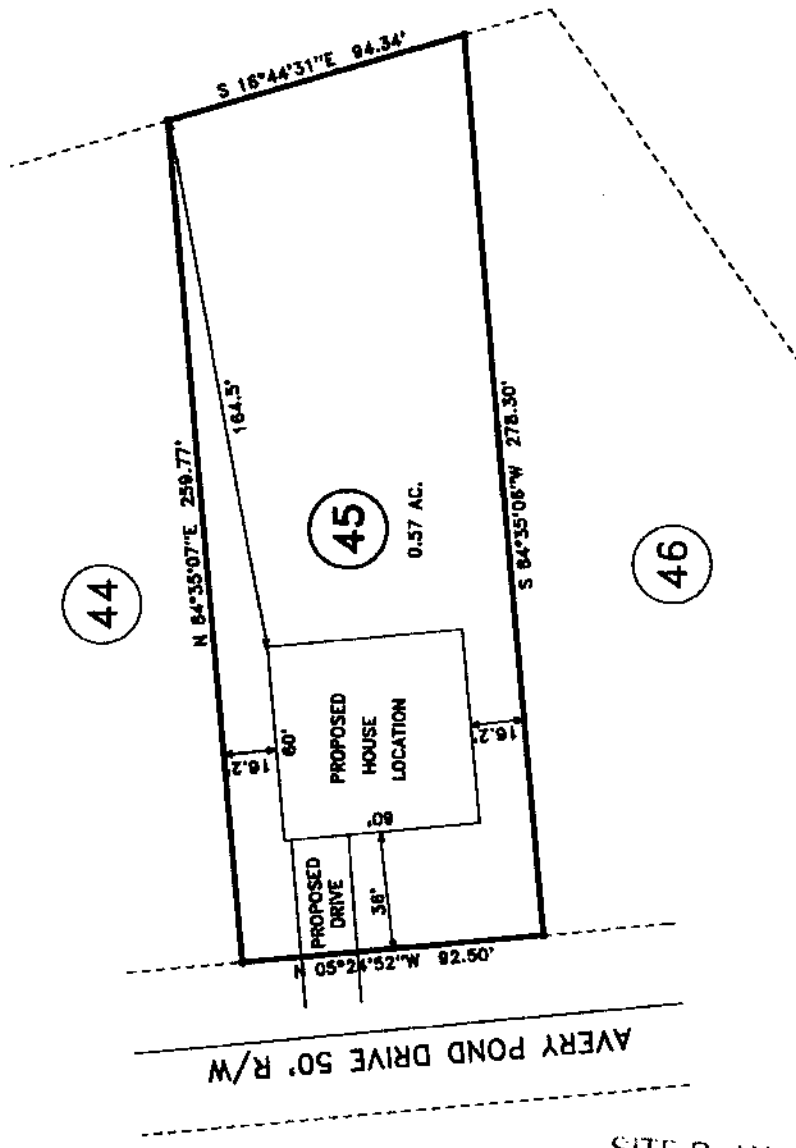 S 16°44'31"E 94.34'
N 84°35'07"E 259.77'
164.5'
44
45
0.57 AC.
S 84°35'08"W 278.30'
46
16.2'
60'
PROPOSED
HOUSE
LOCATION
60'
16.2'
PROPOSED
DRIVE
36'
N 05°24'52"W 92.50'
AVERY POND DRIVE 50' R/W
SITE